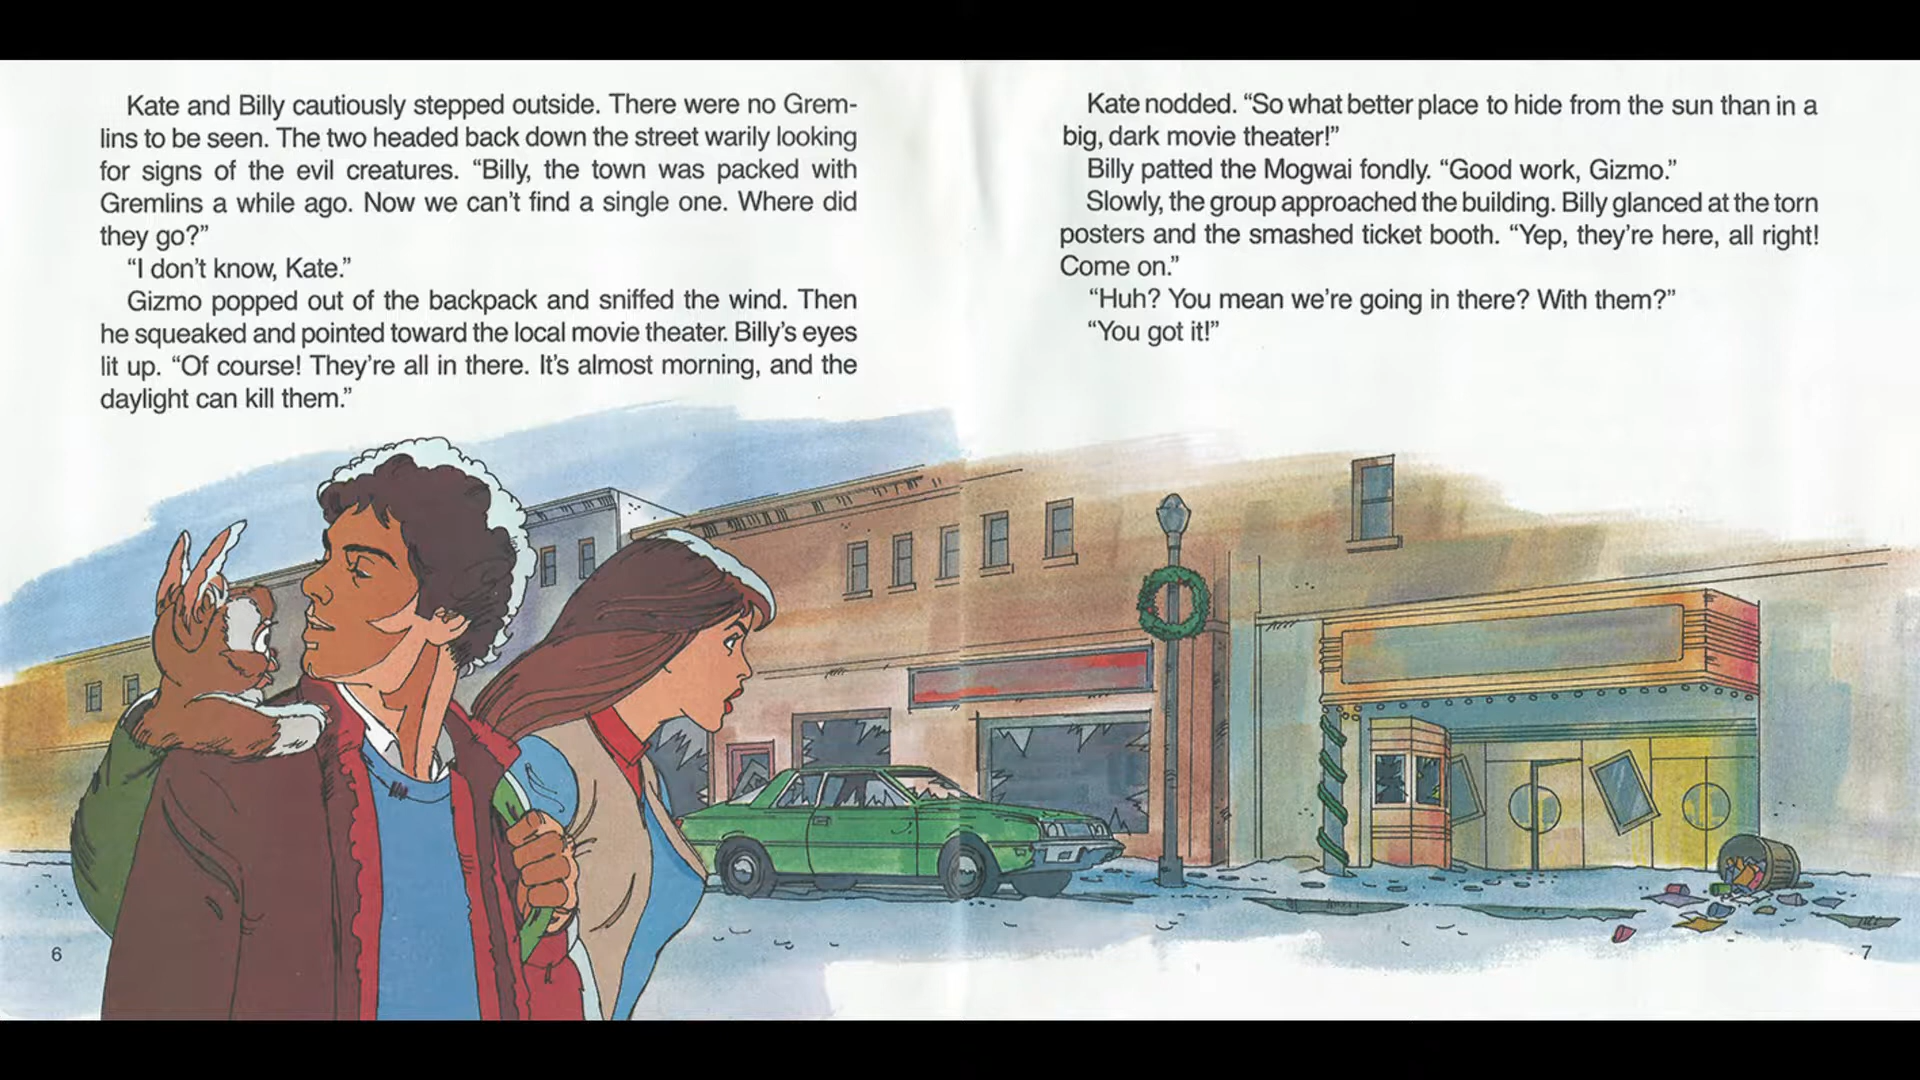 Kate and Billy cautiously stepped outside. There were no Grem-
lins to be seen. The two headed back down the street warily looking
for signs of the evil creatures. “Billy, the town was packed with
Gremlins a while ago. Now we can’t find a single one. Where did
they go?”
“I don’t know, Kate.”
Gizmo popped out of the backpack and sniffed the wind. Then
he squeaked and pointed toward the local movie theater. Billy’s eyes
lit up. “Of course! They’re all in there. It’s almost morning, and the
daylight can kill them.”
6
Kate nodded. “So what better place to hide from the sun than in a
big, dark movie theater!”
Billy patted the Mogwai fondly. “Good work, Gizmo.”
Slowly, the group approached the building. Billy glanced at the torn
posters and the smashed ticket booth. “Yep, they’re here, all right!
Come on.”
“Huh? You mean we’re going in there? With them?”
“You got it!”
7